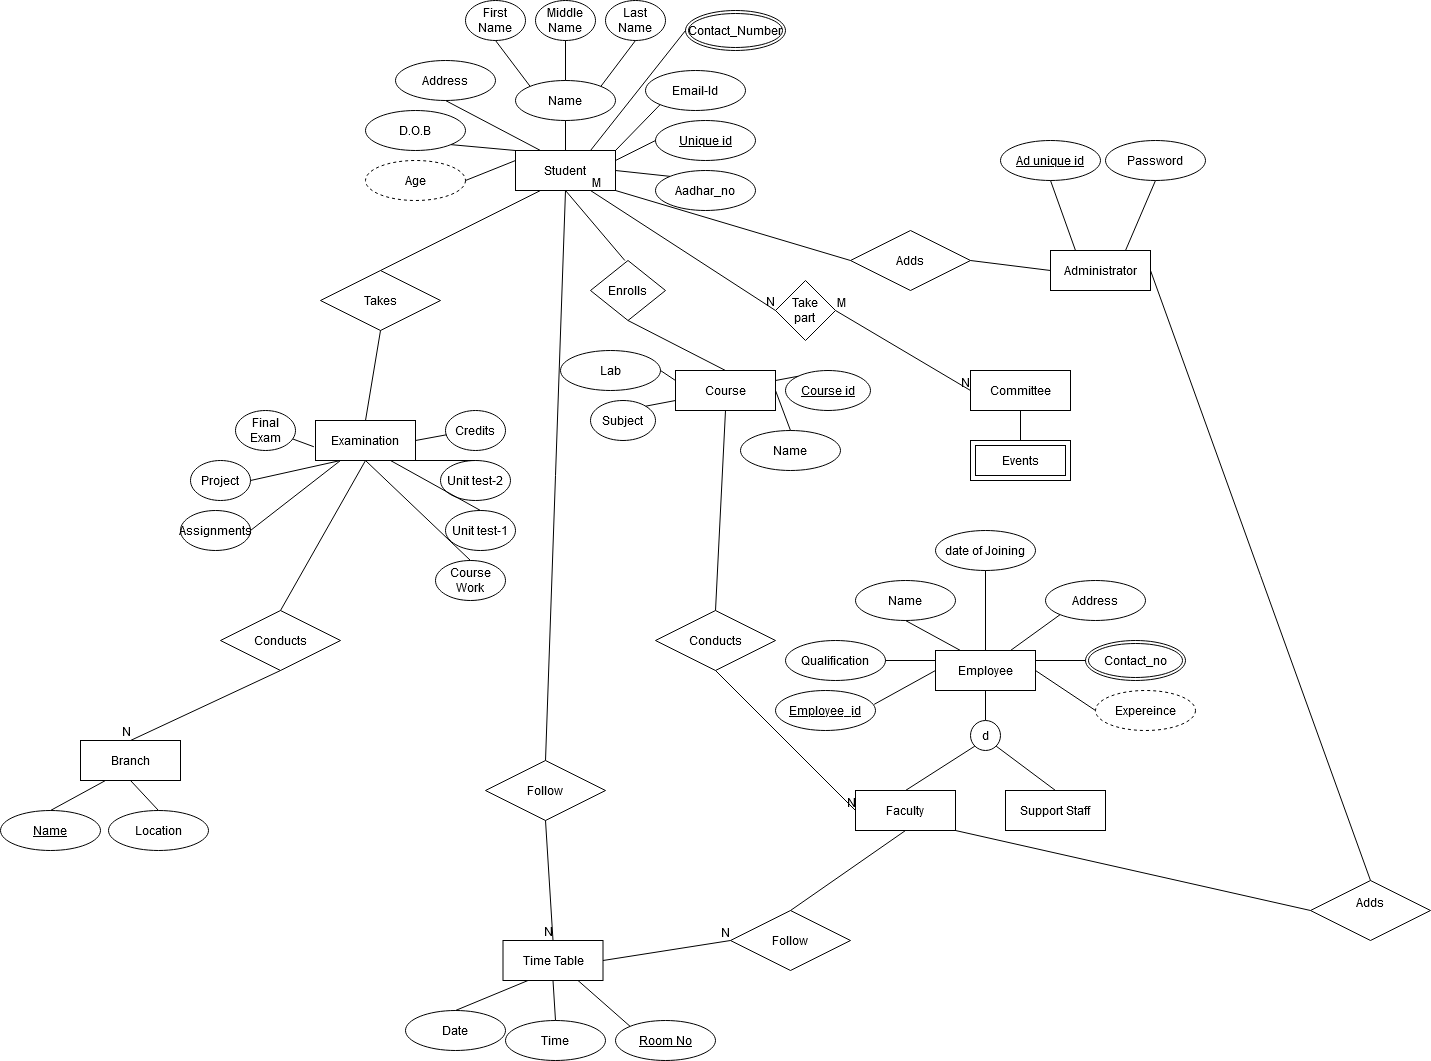 First
Name
Middle
Name
Last
Name
Contact_Number
Address
Name
Email-Id
D.O.B
Unique id
Age
Student
M
Aadhar_no
Ad unique id
Password
Adds
Administrator
Takes
Enrolls
N
Take
part
M
Lab
Course
Course id
N
Committee
Subject
Name
Events
Final
Exam
Examination
Credits
Project
Unit test-2
Assignments
Unit test-1
Course
Work
date of Joining
Name
Address
Conducts
Conducts
Qualification
Employee
Contact_no
Employee_id
Expereince
N
d
Branch
Follow
N
Faculty
Support Staff
Name
Location
Adds
N
N
Follow
Time Table
Date
Time
Room No